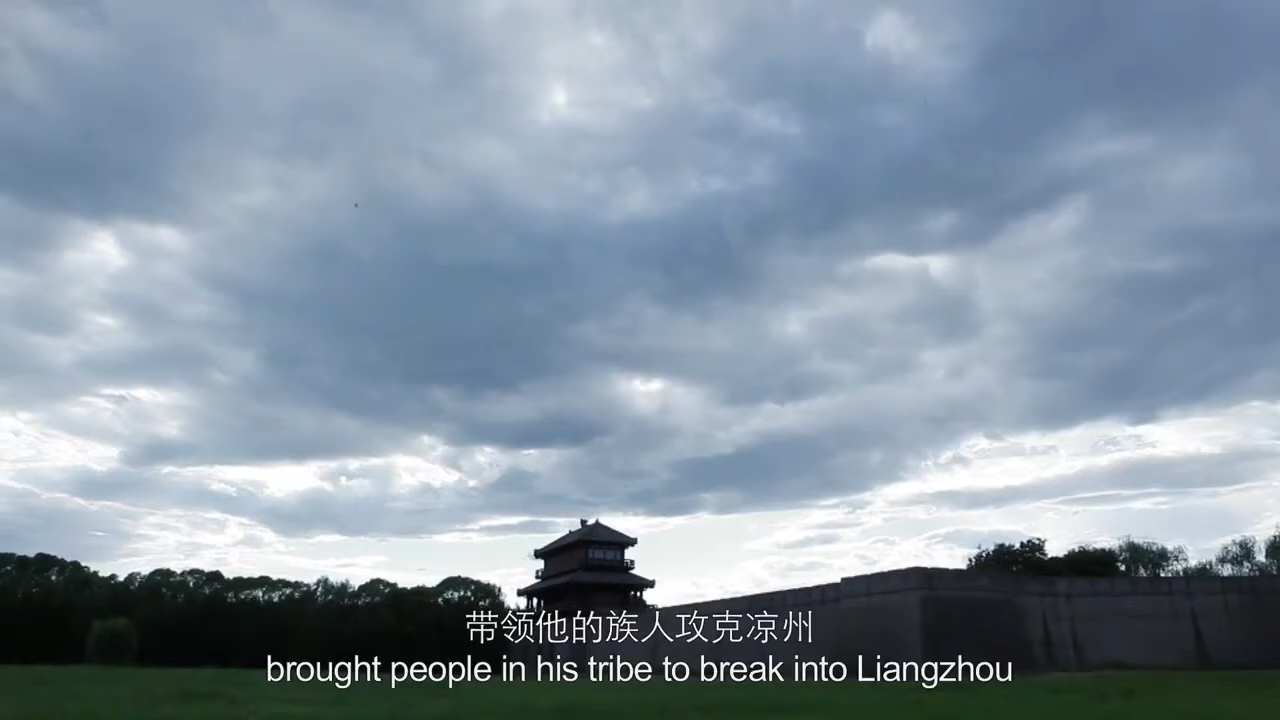 带领他的族人攻克凉州
brought people in his tribe to break into Liangzhou